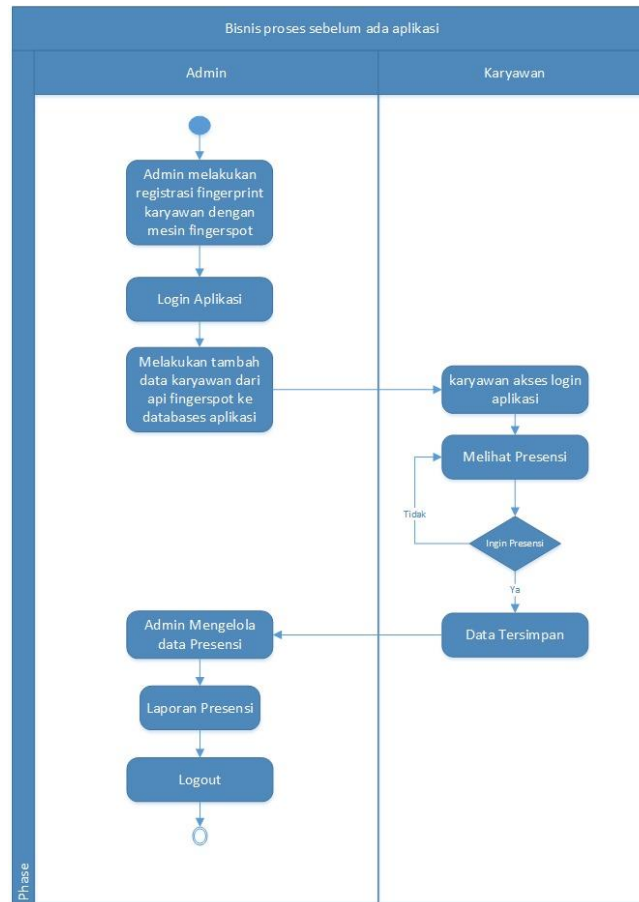 Bisnis proses sebelum ada aplikasi
Admin
Karyawan
Admin melakukan
registrasi fingerprint
karyawan dengan
mesin fingerspot
Login Aplikasi
Melakukan tambah
data karyawan dari
api fingerspot ke
databases aplikasi
karyawan akses login
aplikasi
Melihat Presensi
Tidak
Ingin Presensi
Ya
Data Tersimpan
Admin Mengelola
data Presensi
Laporan Presensi
Logout
Phase